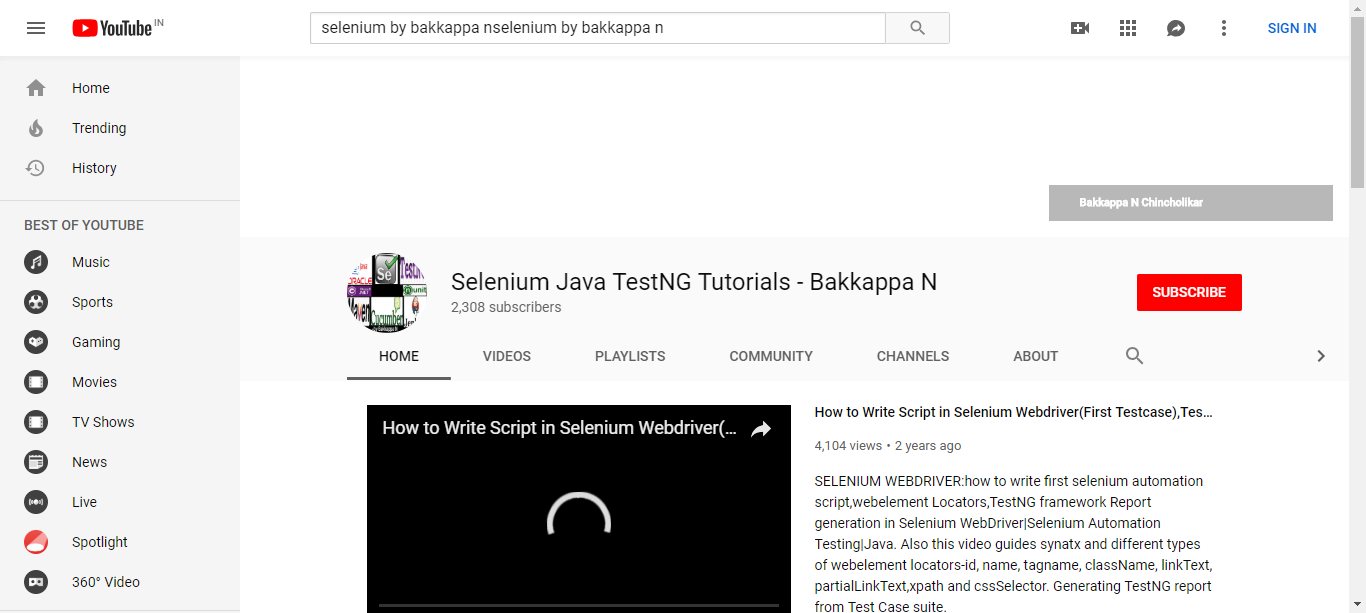 YouTube IN
selenium by bakkappa nselenium by bakkappa n
SIGN IN
Home
Trending
History
BEST OF YOUTUBE
Music
Sports
Gaming
Movies
TV Shows
News
Live
Spotlight
360° Video
Bakkappa N Chincholikar
Selenium Java TestNG Tutorials - Bakkappa N
2,308 subscribers
SUBSCRIBE
HOME VIDEOS PLAYLISTS COMMUNITY CHANNELS ABOUT
How to Write Script in Selenium Webdriver(...
How to Write Script in Selenium Webdriver(First Testcase),Tes...
4,104 views • 2 years ago
SELENIUM WEBDRIVER:how to write first selenium automation
script,webelement Locators,TestNG framework Report
generation in Selenium WebDriver|Selenium Automation
Testing|Java. Also this video guides synatx and different types
of webelement locators-id, name, tagname, className, linkText,
partialLinkText,xpath and cssSelector. Generating TestNG report
from Test Case suite.